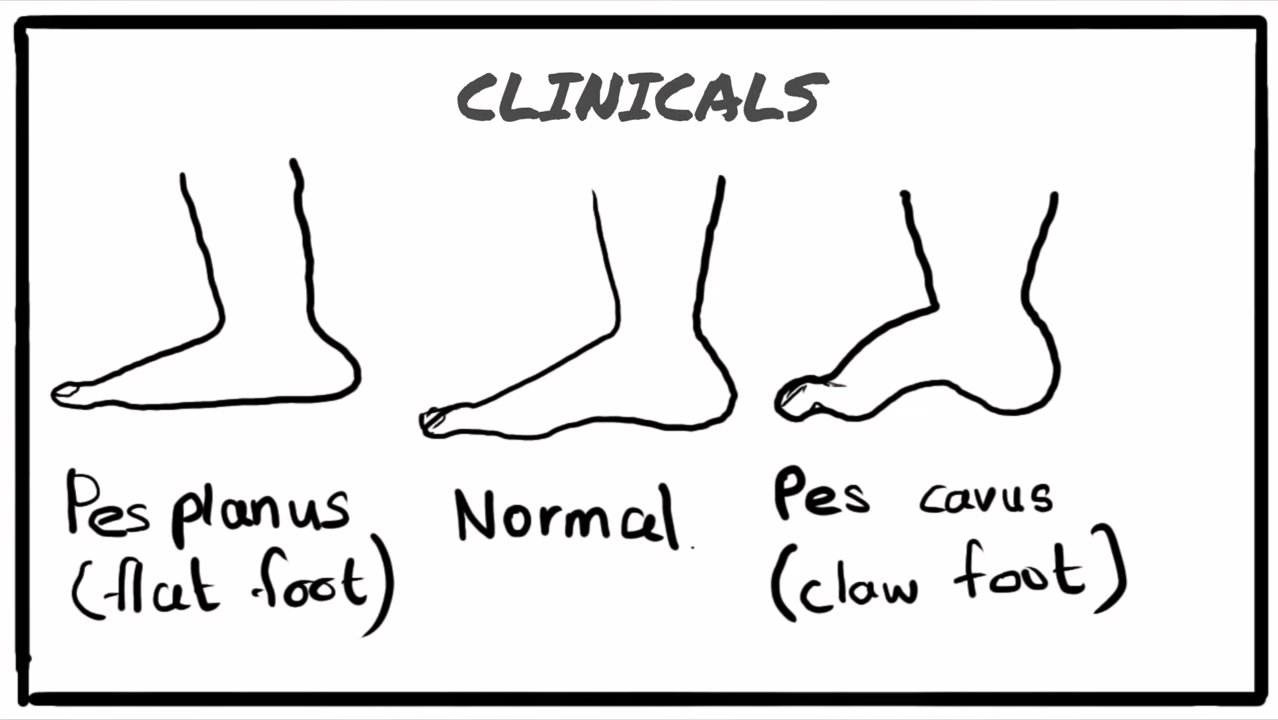 CLINICALS
Pes planus
(flat foot)
Normal
Pes cavus
(claw foot)